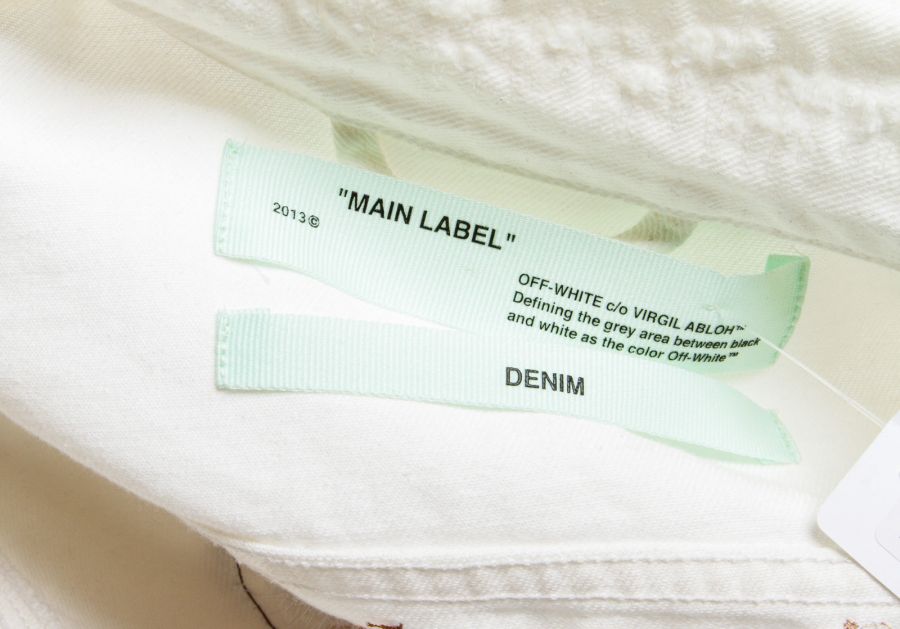 "MAIN LABEL"
2013©
OFF-WHITE c/o VIRGIL ABLOH™
Defining the grey area between black
and white as the color Off-White™
DENIM